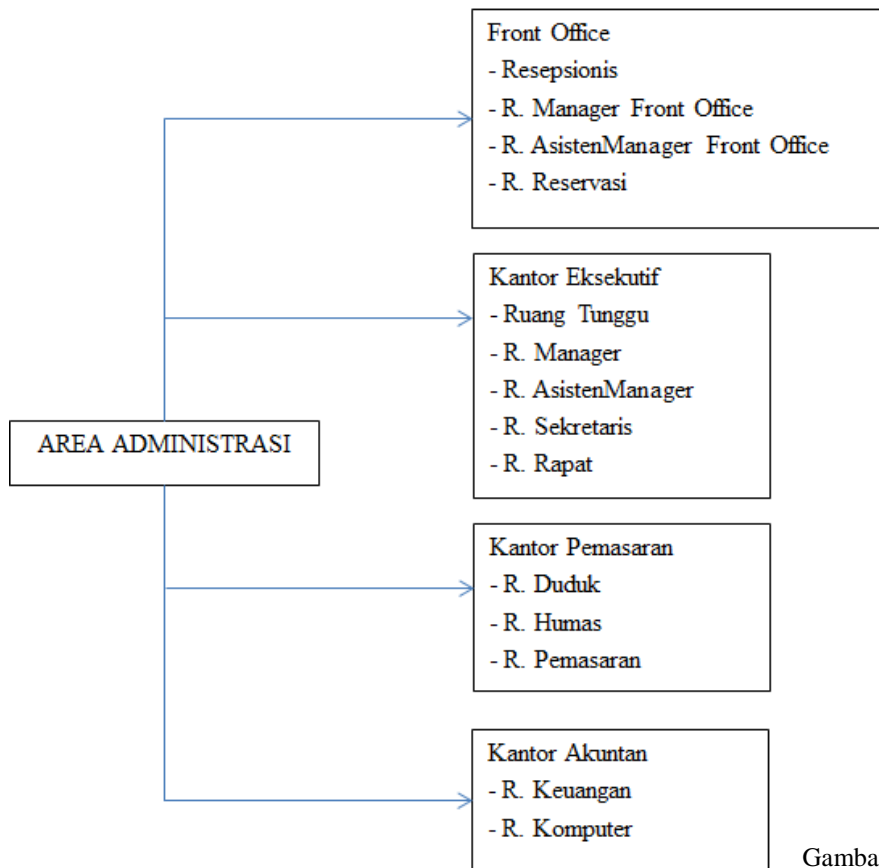 Front Office
- Resepsionis
- R. Manager Front Office
- R. AsistenManager Front Office
- R. Reservasi
Kantor Eksekutif
- Ruang Tunggu
- R. Manager
- R. AsistenManager
- R. Sekretaris
- R. Rapat
AREA ADMINISTRASI
Kantor Pemasaran
- R. Duduk
- R. Humas
- R. Pemasaran
Kantor Akuntan
- R. Keuangan
- R. Komputer
Gamba